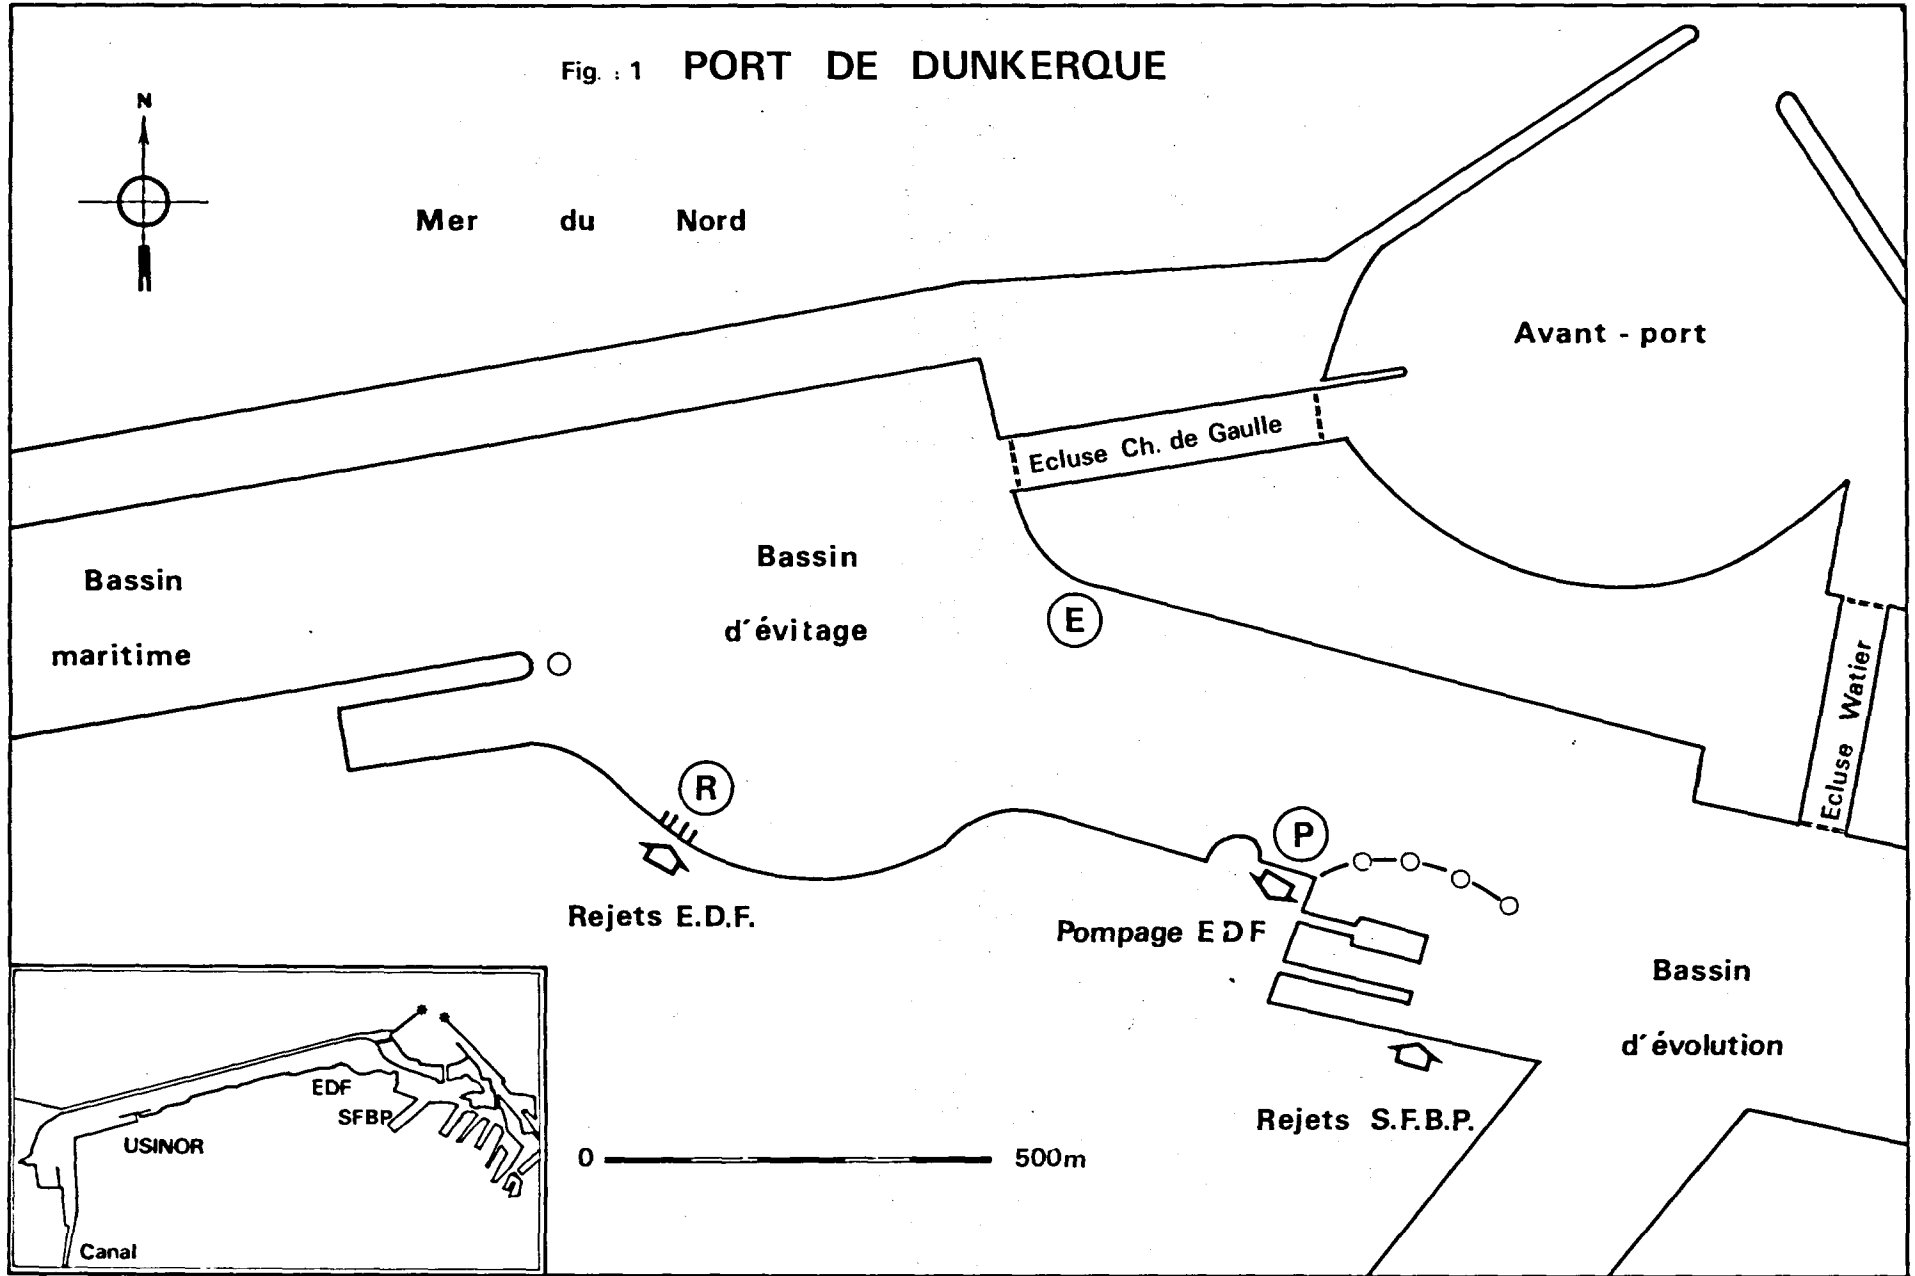 Fig. : 1 PORT DE DUNKERQUE
N
Mer du Nord
Avant - port
Ecluse Ch. de Gaulle
Bassin
d'évitage
Bassin
maritime
E
Ecluse Watier
R
P
Rejets E.D.F.
Pompage EDF
Bassin
d'évolution
Rejets S.F.B.P.
EDF
SFBP
USINOR
Canal
0 500m